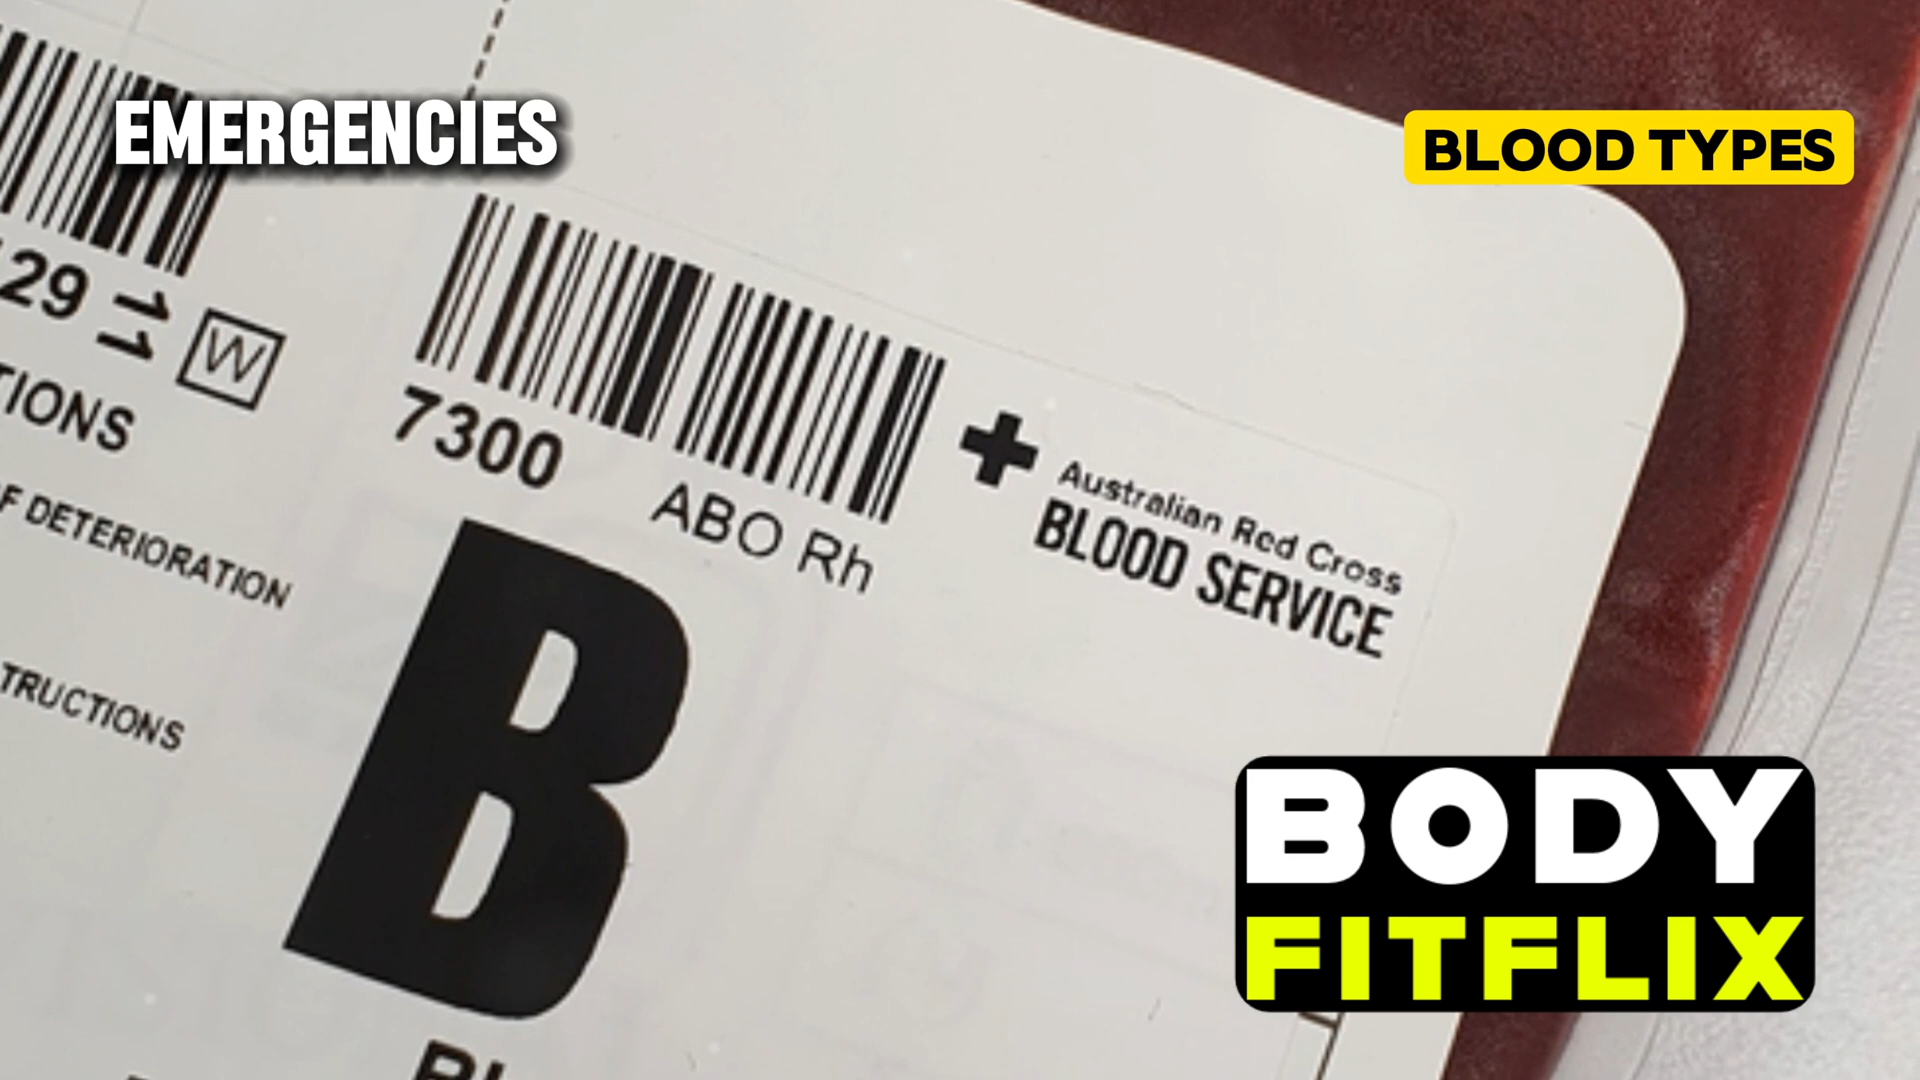 EMERGENCIES
BLOOD TYPES
29 11
W
7300
ABO Rh
Australian Red Cross
BLOOD SERVICE
TIONS
F DETERIORATION
TRUCTIONS
B
BODY
FITFLIX